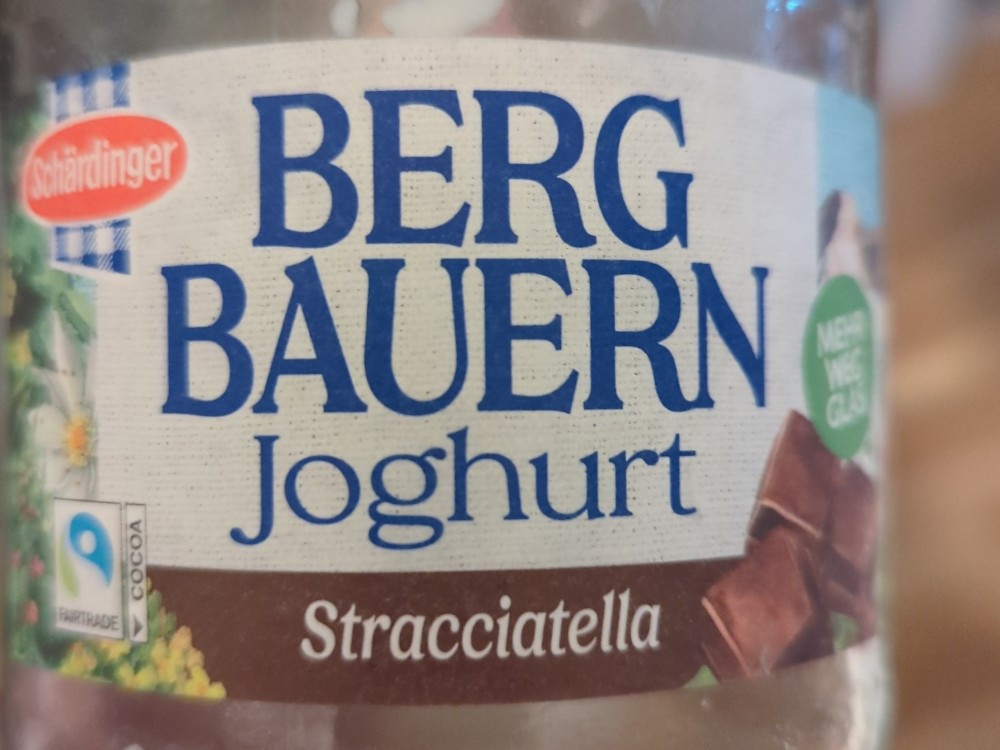 Schärdinger
BERG
BAUERN
Joghurt
MEHR
WEG
GLAS
COCOA
FAIRTRADE
Stracciatella